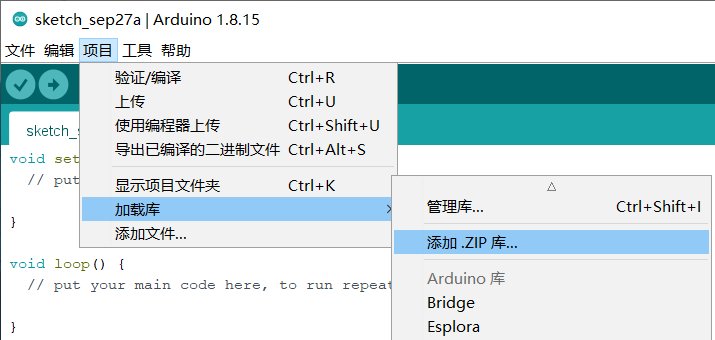 sketch_sep27a | Arduino 1.8.15
文件 编辑 项目 工具 帮助
验证/编译 Ctrl+R
上传 Ctrl+U
使用编程器上传 Ctrl+Shift+U
导出已编译的二进制文件 Ctrl+Alt+S
显示项目文件夹 Ctrl+K
加载库
添加文件...
管理库... Ctrl+Shift+I
添加 .ZIP 库...
Arduino 库
Bridge
Esplora
sketch_s
void set
// put
}
void loop() {
// put your main code here, to run repeat
}